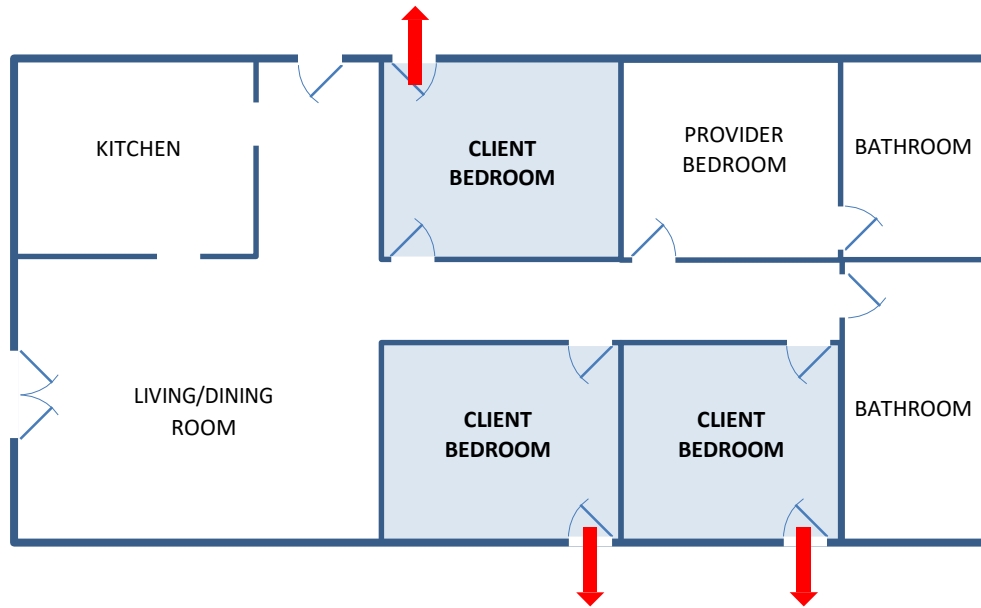 KITCHEN
CLIENT
BEDROOM
PROVIDER
BEDROOM
BATHROOM
LIVING/DINING
ROOM
CLIENT
BEDROOM
CLIENT
BEDROOM
BATHROOM